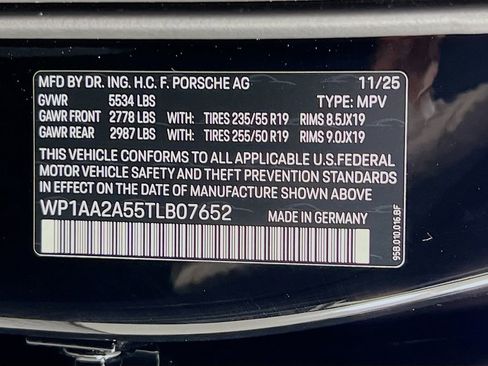 MFD BY DR. ING. H.C. F. PORSCHE AG 11/25
GVWR 5534 LBS TYPE: MPV
GAWR FRONT 2778 LBS WITH: TIRES 235/55 R19 RIMS 8.5JX19
GAWR REAR 2987 LBS WITH: TIRES 255/50 R19 RIMS 9.0JX19
THIS VEHICLE CONFORMS TO ALL APPLICABLE U.S.FEDERAL
MOTOR VEHICLE SAFETY AND THEFT PREVENTION STANDARDS
IN EFFECT ON THE DATE OF MANUFACTURE SHOWN ABOVE
WP1AA2A55TLB07652 MADE IN GERMANY
95B.010.016.BF